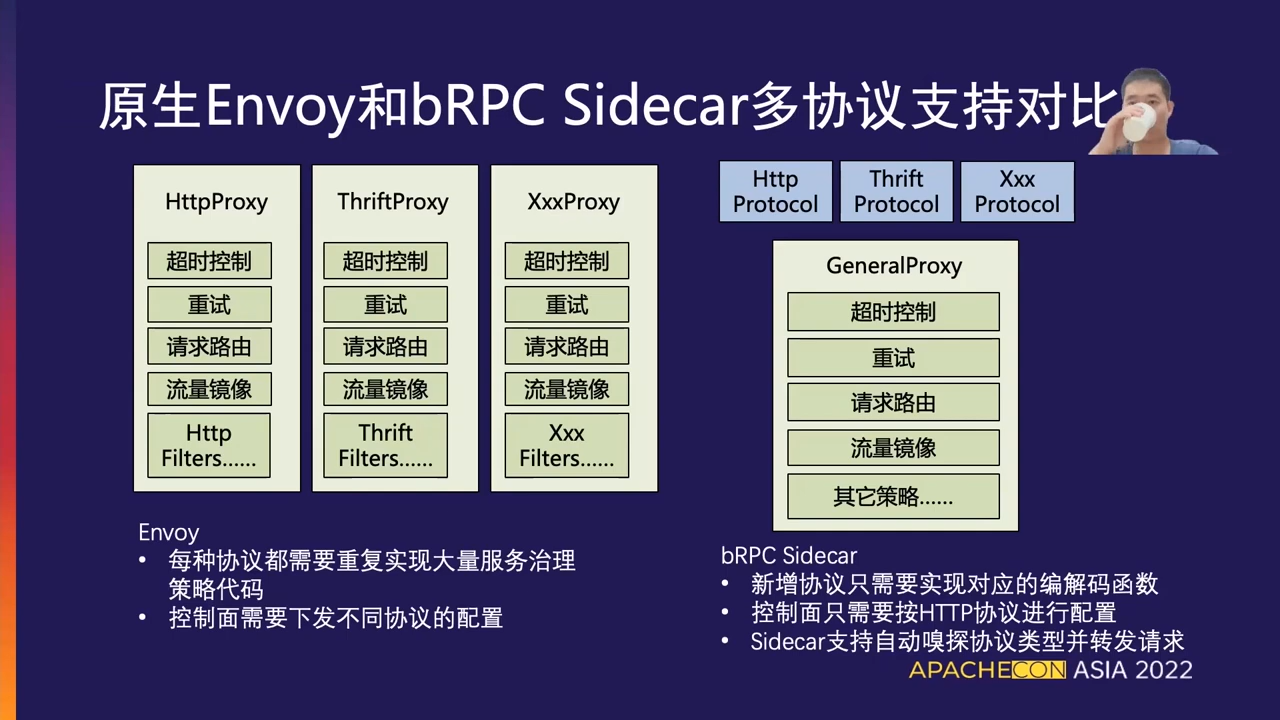 原生Envoy和bRPC Sidecar多协议支持对比
HttpProxy
超时控制
重试
请求路由
流量镜像
Http
Filters......
ThriftProxy
超时控制
重试
请求路由
流量镜像
Thrift
Filters......
XxxProxy
超时控制
重试
请求路由
流量镜像
Xxx
Filters......
Envoy
• 每种协议都需要重复实现大量服务治理
策略代码
• 控制面需要下发不同协议的配置
Http
Protocol
Thrift
Protocol
Xxx
Protocol
GeneralProxy
超时控制
重试
请求路由
流量镜像
其它策略......
bRPC Sidecar
• 新增协议只需要实现对应的编解码函数
• 控制面只需要按HTTP协议进行配置
• Sidecar支持自动嗅探协议类型并转发请求
APACHECON ASIA 2022